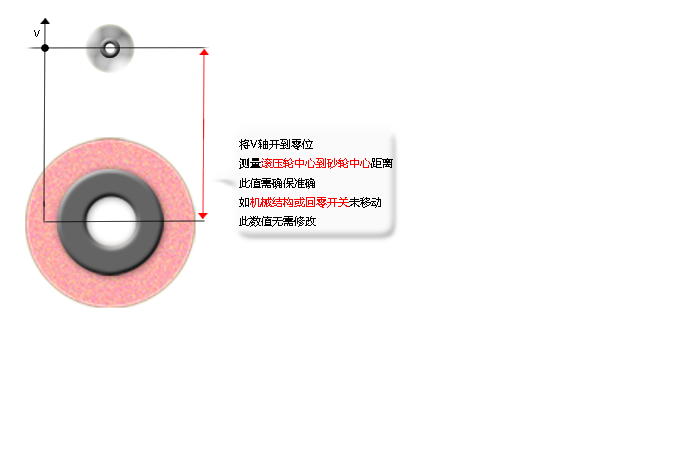 V
将V轴开到零位
测量滚压轮中心到砂轮中心距离
此值需确保准确
如机械结构或回零开关未移动
此数值无需修改